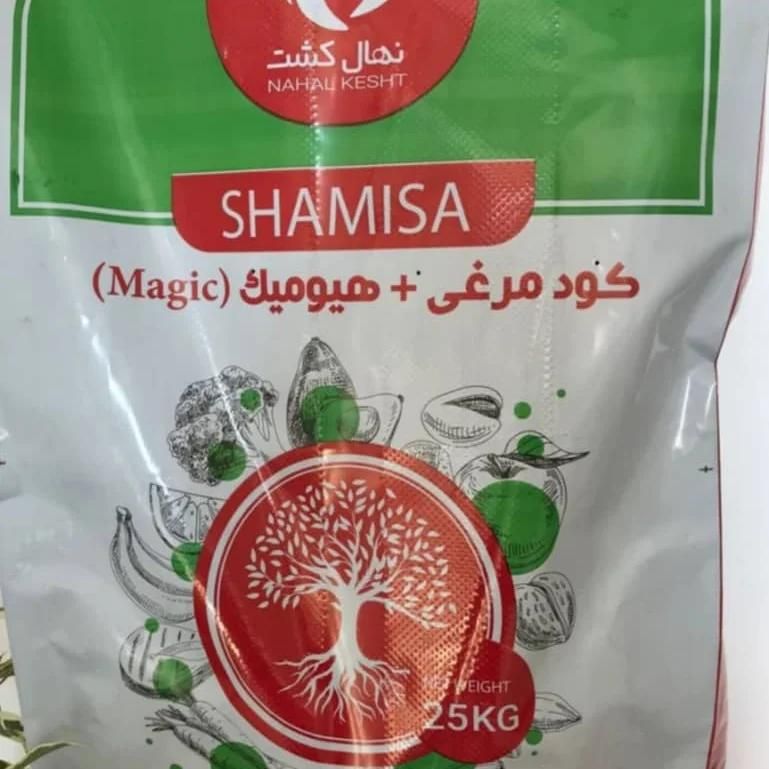 نهال کشت
NAHAL KESHT
SHAMISA
کود مرغی + هیومیک (Magic)
NET WEIGHT
25KG